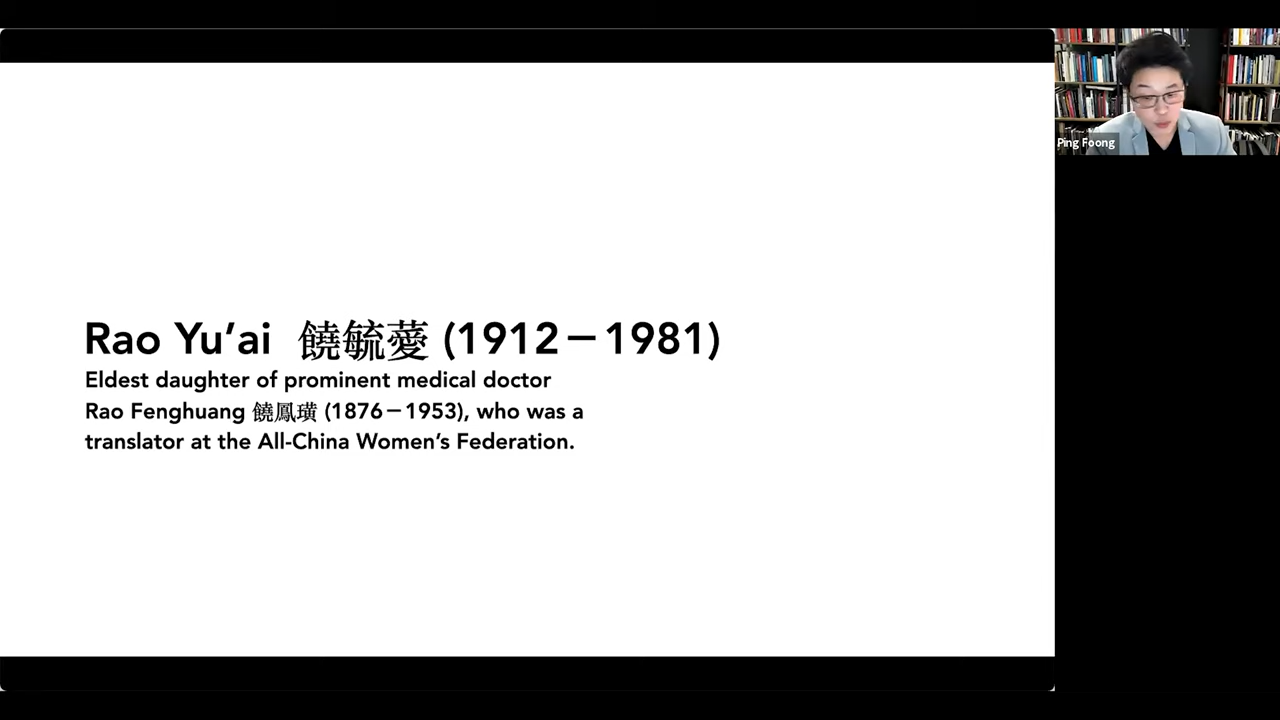 Rao Yu’ai 饒毓薆 (1912–1981)
Eldest daughter of prominent medical doctor
Rao Fenghuang 饒鳳璜 (1876–1953), who was a
translator at the All-China Women’s Federation.
Ping Foong